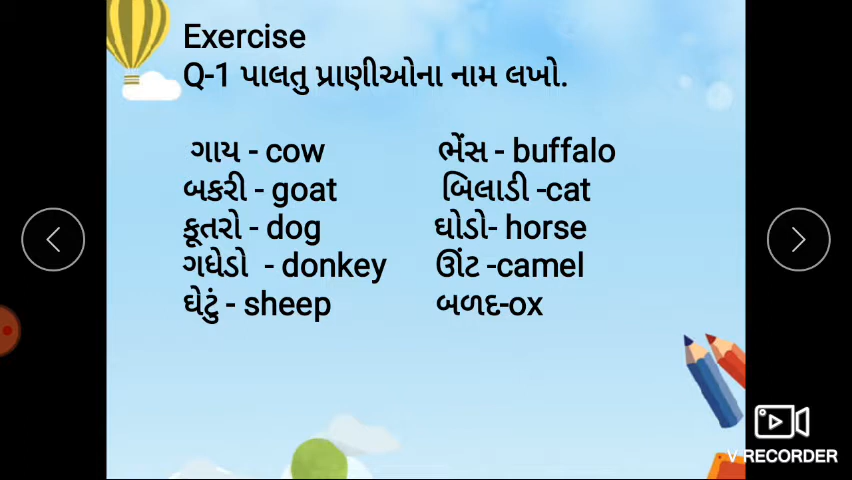 Exercise
Q-1 પાલતુ પ્રાણીઓના નામ લખો.
ગાય - cow ભેંસ - buffalo
બકરી - goat બિલાડી -cat
કૂતરો - dog ઘોડો- horse
ગધેડો - donkey ઊંટ -camel
ઘેટું - sheep બળદ-ox
V RECORDER